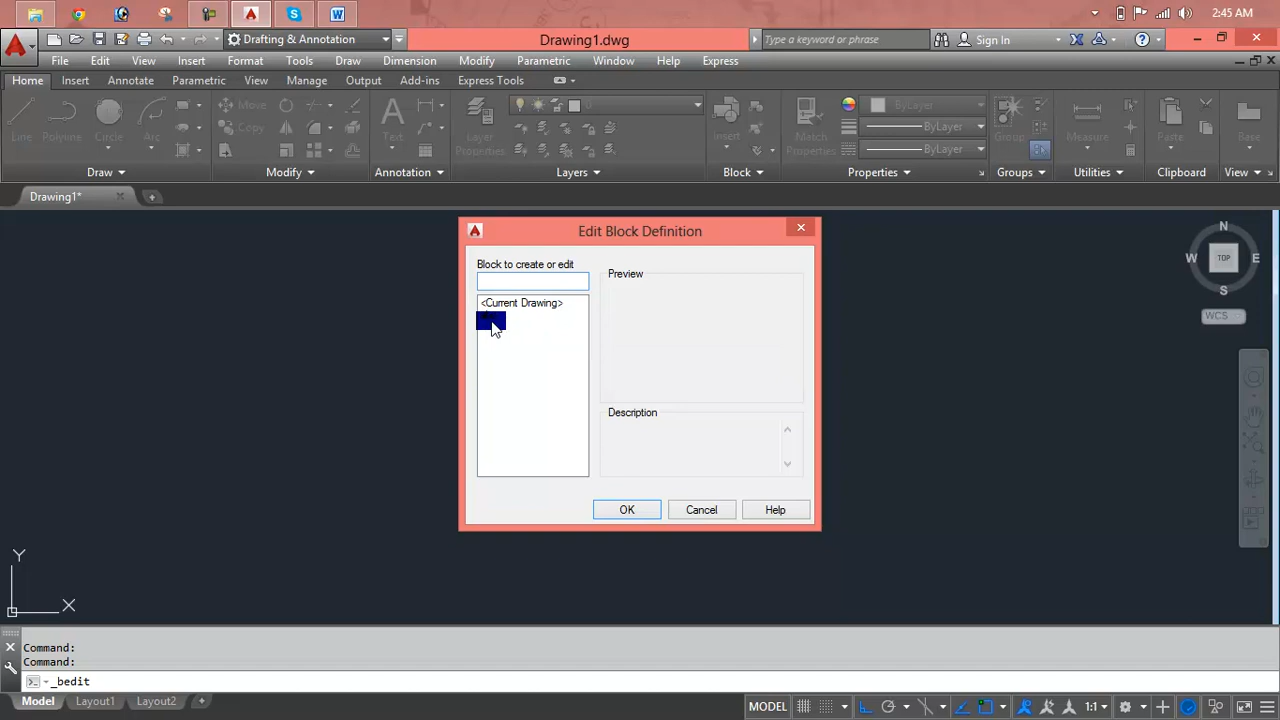 2:45 AM
Drafting & Annotation
Drawing1.dwg
Type a keyword or phrase
Sign In
File Edit View Insert Format Tools Draw Dimension Modify Parametric Window Help Express
Home Insert Annotate Parametric View Manage Output Add-ins Express Tools
Line Polyline Circle Arc
Move
Copy
Text
Layer Properties
0
Insert
Match Properties
ByLayer
ByLayer
ByLayer
Group
Measure
Paste
Base
Draw Modify Annotation Layers Block Properties Groups Utilities Clipboard View
Drawing1*
Edit Block Definition
Block to create or edit
<Current Drawing>
Preview
Description
OK Cancel Help
N
W TOP E
S
WCS
Y
X
Command:
Command:
_bedit
Model Layout1 Layout2
MODEL
1:1